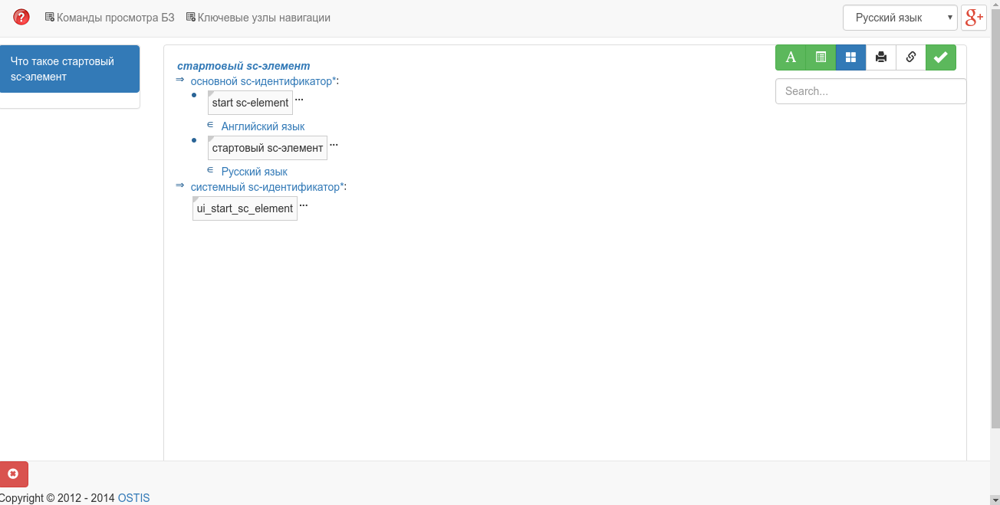 Команды просмотра БЗ Ключевые узлы навигации Русский язык g+
Что такое стартовый
sc-элемент
стартовый sc-элемент
⇒ основной sc-идентификатор*:
• start sc-element ...
∈ Английский язык
• стартовый sc-элемент ...
∈ Русский язык
⇒ системный sc-идентификатор*:
ui_start_sc_element ...
A
Search...
Copyright © 2012 - 2014 OSTIS